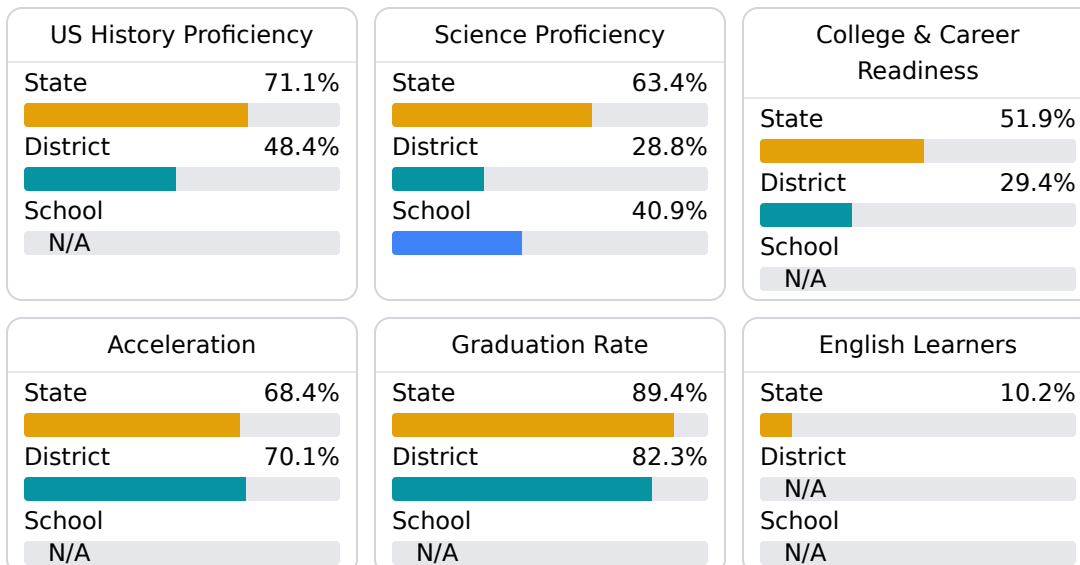 US History Proficiency
State 71.1%
District 48.4%
School
N/A
Science Proficiency
State 63.4%
District 28.8%
School 40.9%
College & Career
Readiness
State 51.9%
District 29.4%
School
N/A
Acceleration
State 68.4%
District 70.1%
School
N/A
Graduation Rate
State 89.4%
District 82.3%
School
N/A
English Learners
State 10.2%
District
N/A
School
N/A